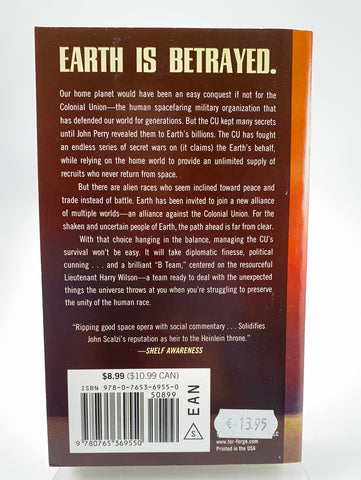 EARTH IS BETRAYED.
Our home planet would have been an easy conquest if not for the
Colonial Union—the human spacefaring military organization that
has defended our world for generations. But the CU kept many secrets
until John Perry revealed them to Earth's billions. The CU has fought
an endless series of secret wars on (it claims) the Earth's behalf,
while relying on the home world to provide an unlimited supply of
recruits who never return from space.
But there are alien races who seem inclined toward peace and
trade instead of battle. Earth has been invited to join a new alliance
of multiple worlds—an alliance against the Colonial Union. For the
shaken and uncertain people of Earth, the path ahead is far from clear.
With that choice hanging in the balance, managing the CU's
survival won't be easy. It will take diplomatic finesse, political
cunning . . . and a brilliant "B Team," centered on the resourceful
Lieutenant Harry Wilson—a team ready to deal with the unexpected
things the universe throws at you when you're struggling to preserve
the unity of the human race.
"Ripping good space opera with social commentary . . . Solidifies
John Scalzi's reputation as heir to the Heinlein throne."
—SHELF AWARENESS
$8.99 ($10.99 CAN)
ISBN 978-0-7653-6955-0
50899
9 780765 369550
S
EAN
€ 13.95
LLC
www.tor-forge.com
Printed in the USA